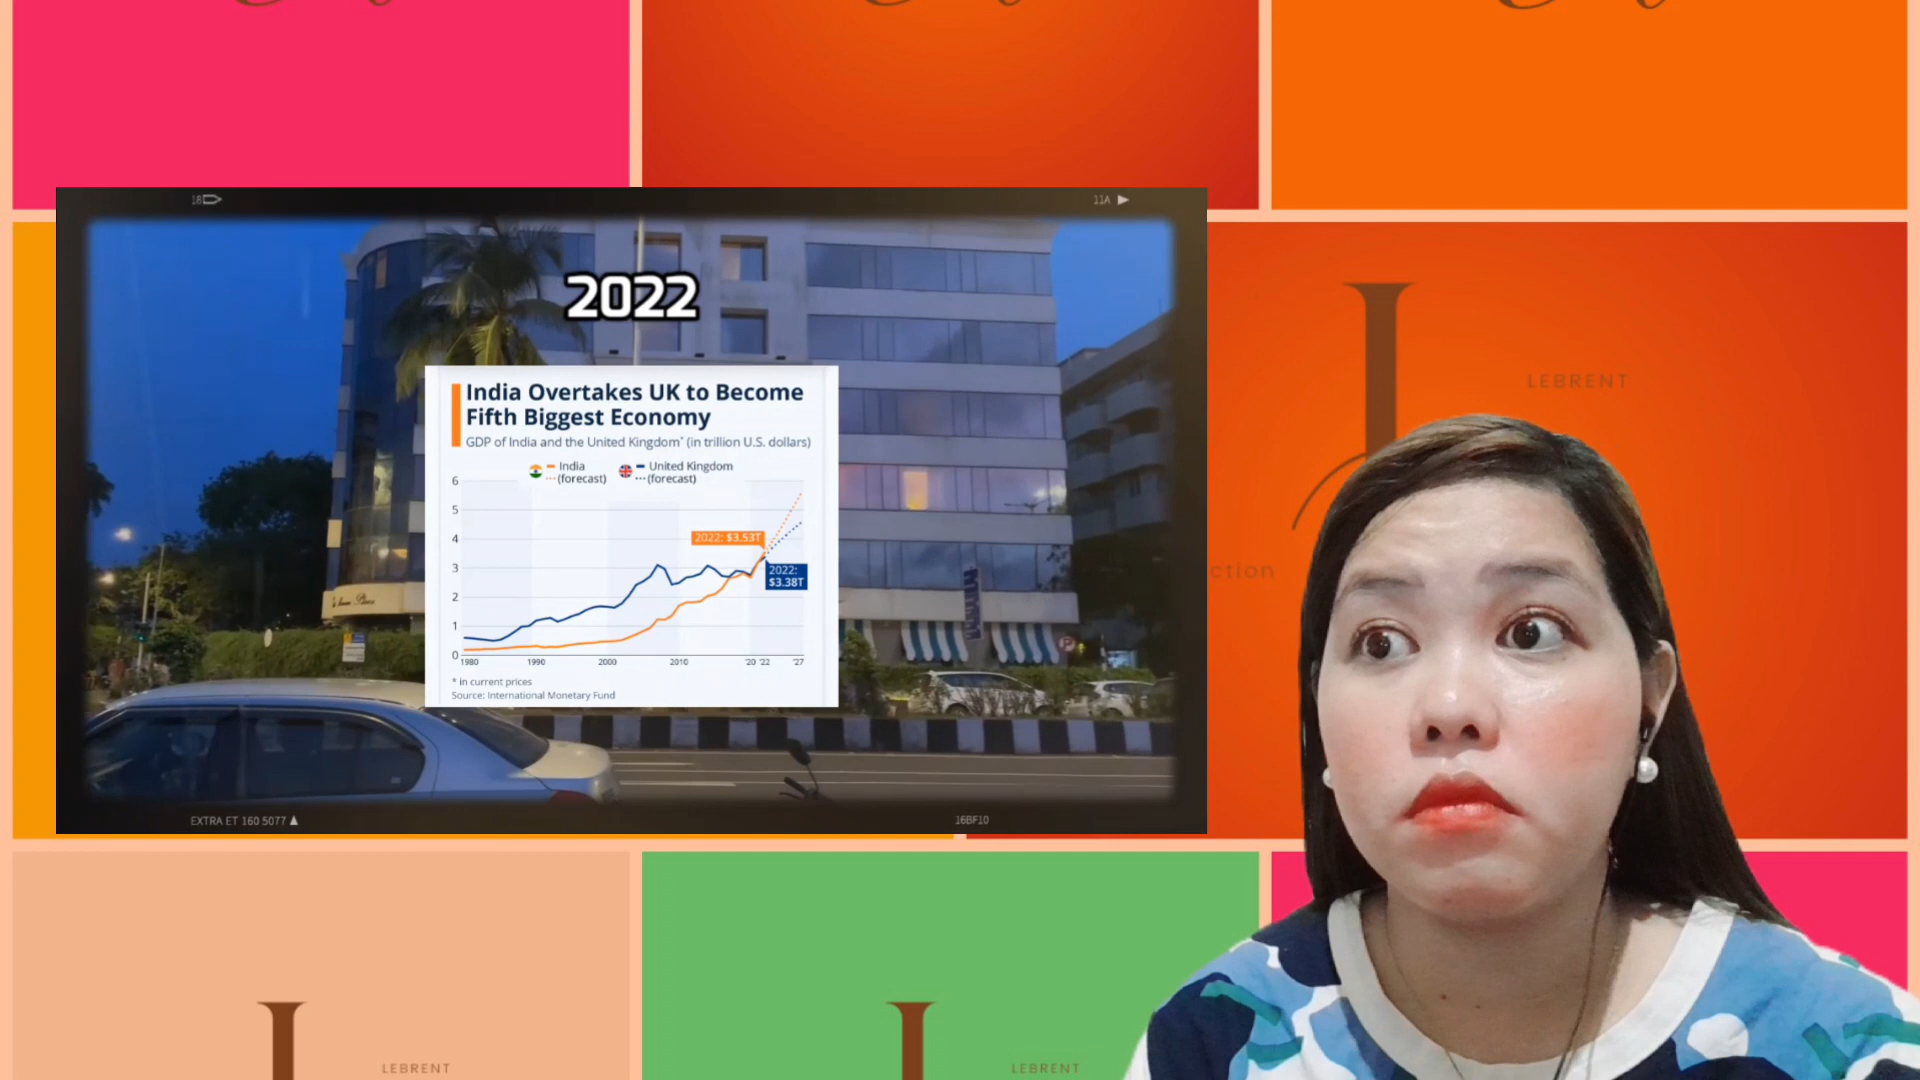 18
11A
2022
India Overtakes UK to Become
Fifth Biggest Economy
GDP of India and the United Kingdom* (in trillion U.S. dollars)
India
(forecast)
United Kingdom
(forecast)
6
5
4
3
2
1
0
2022: $3.53T
2022:
$3.38T
1980 1990 2000 2010 '20 '22 '27
* in current prices
Source: International Monetary Fund
EXTRA ET 160 5077
16BF10
J
LEBRENT
ction
LEBRENT
LEBRENT